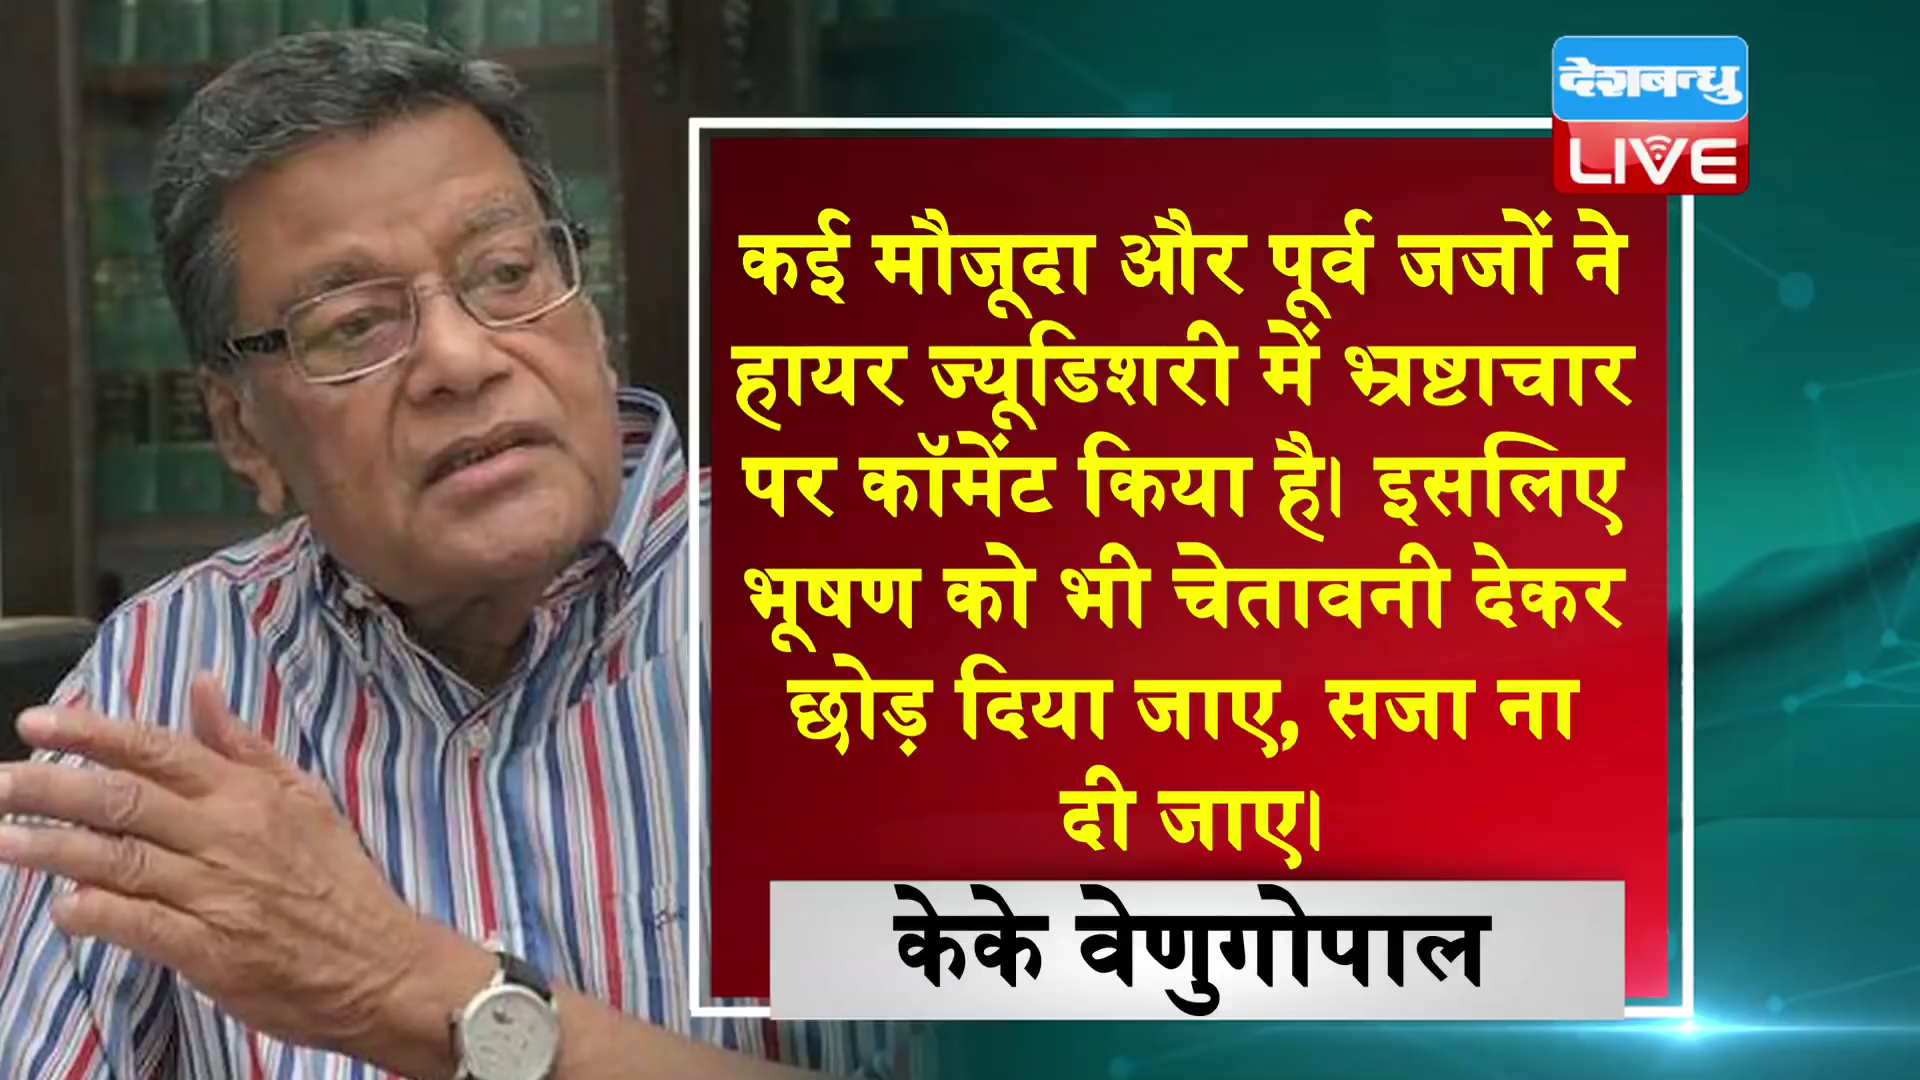 देशबन्धु
LIVE
कई मौजूदा और पूर्व जजों ने
हायर ज्यूडिशरी में भ्रष्टाचार
पर कॉमेंट किया है। इसलिए
भूषण को भी चेतावनी देकर
छोड़ दिया जाए, सजा ना
दी जाए।
केके वेणुगोपाल